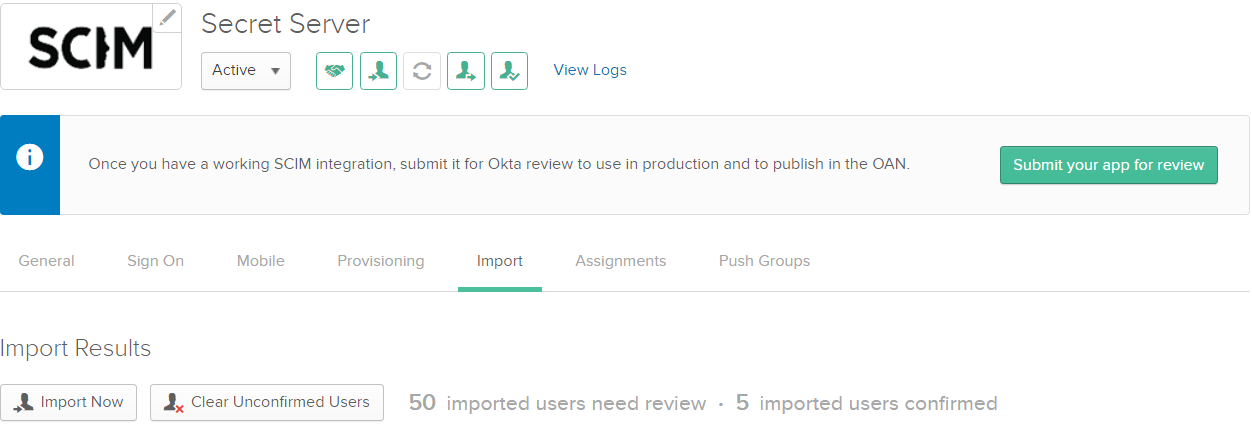 SCIM
Secret Server
Active
View Logs
Once you have a working SCIM integration, submit it for Okta review to use in production and to publish in the OAN.
Submit your app for review
General Sign On Mobile Provisioning Import Assignments Push Groups
Import Results
Import Now Clear Unconfirmed Users 50 imported users need review · 5 imported users confirmed